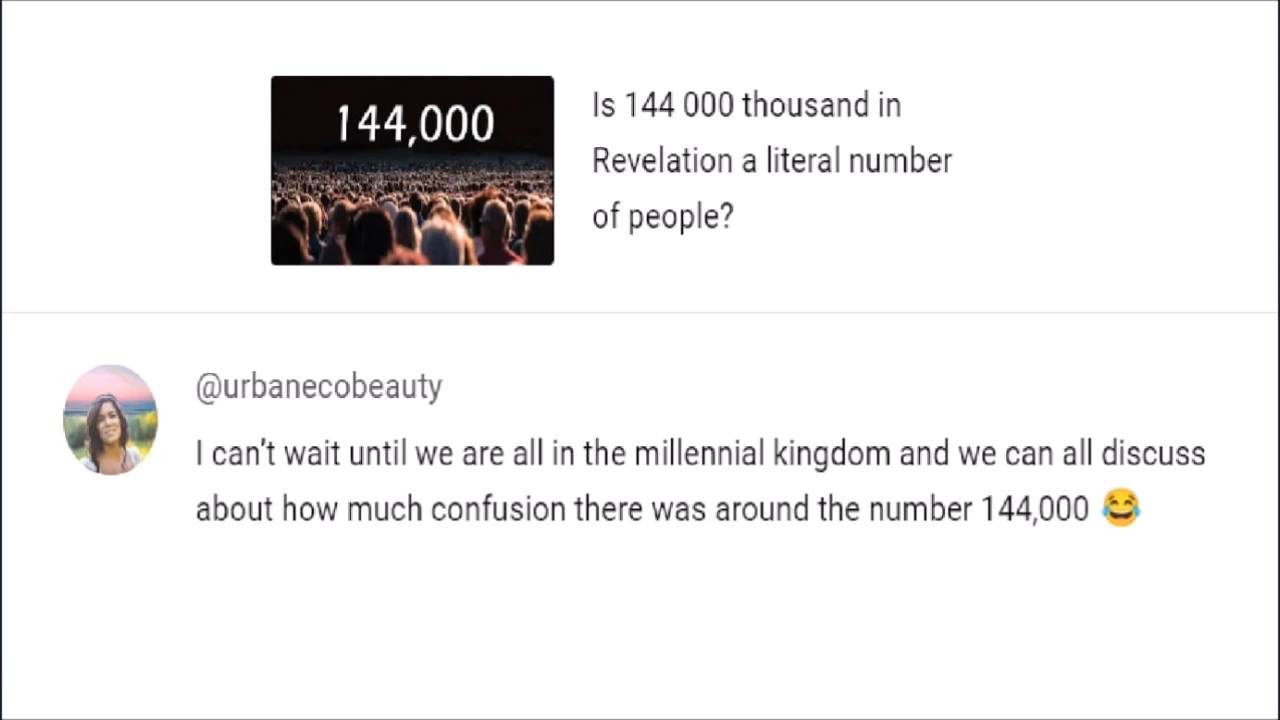 144,000
Is 144 000 thousand in
Revelation a literal number
of people?
@urbanecobeauty
I can't wait until we are all in the millennial kingdom and we can all discuss
about how much confusion there was around the number 144,000 😂